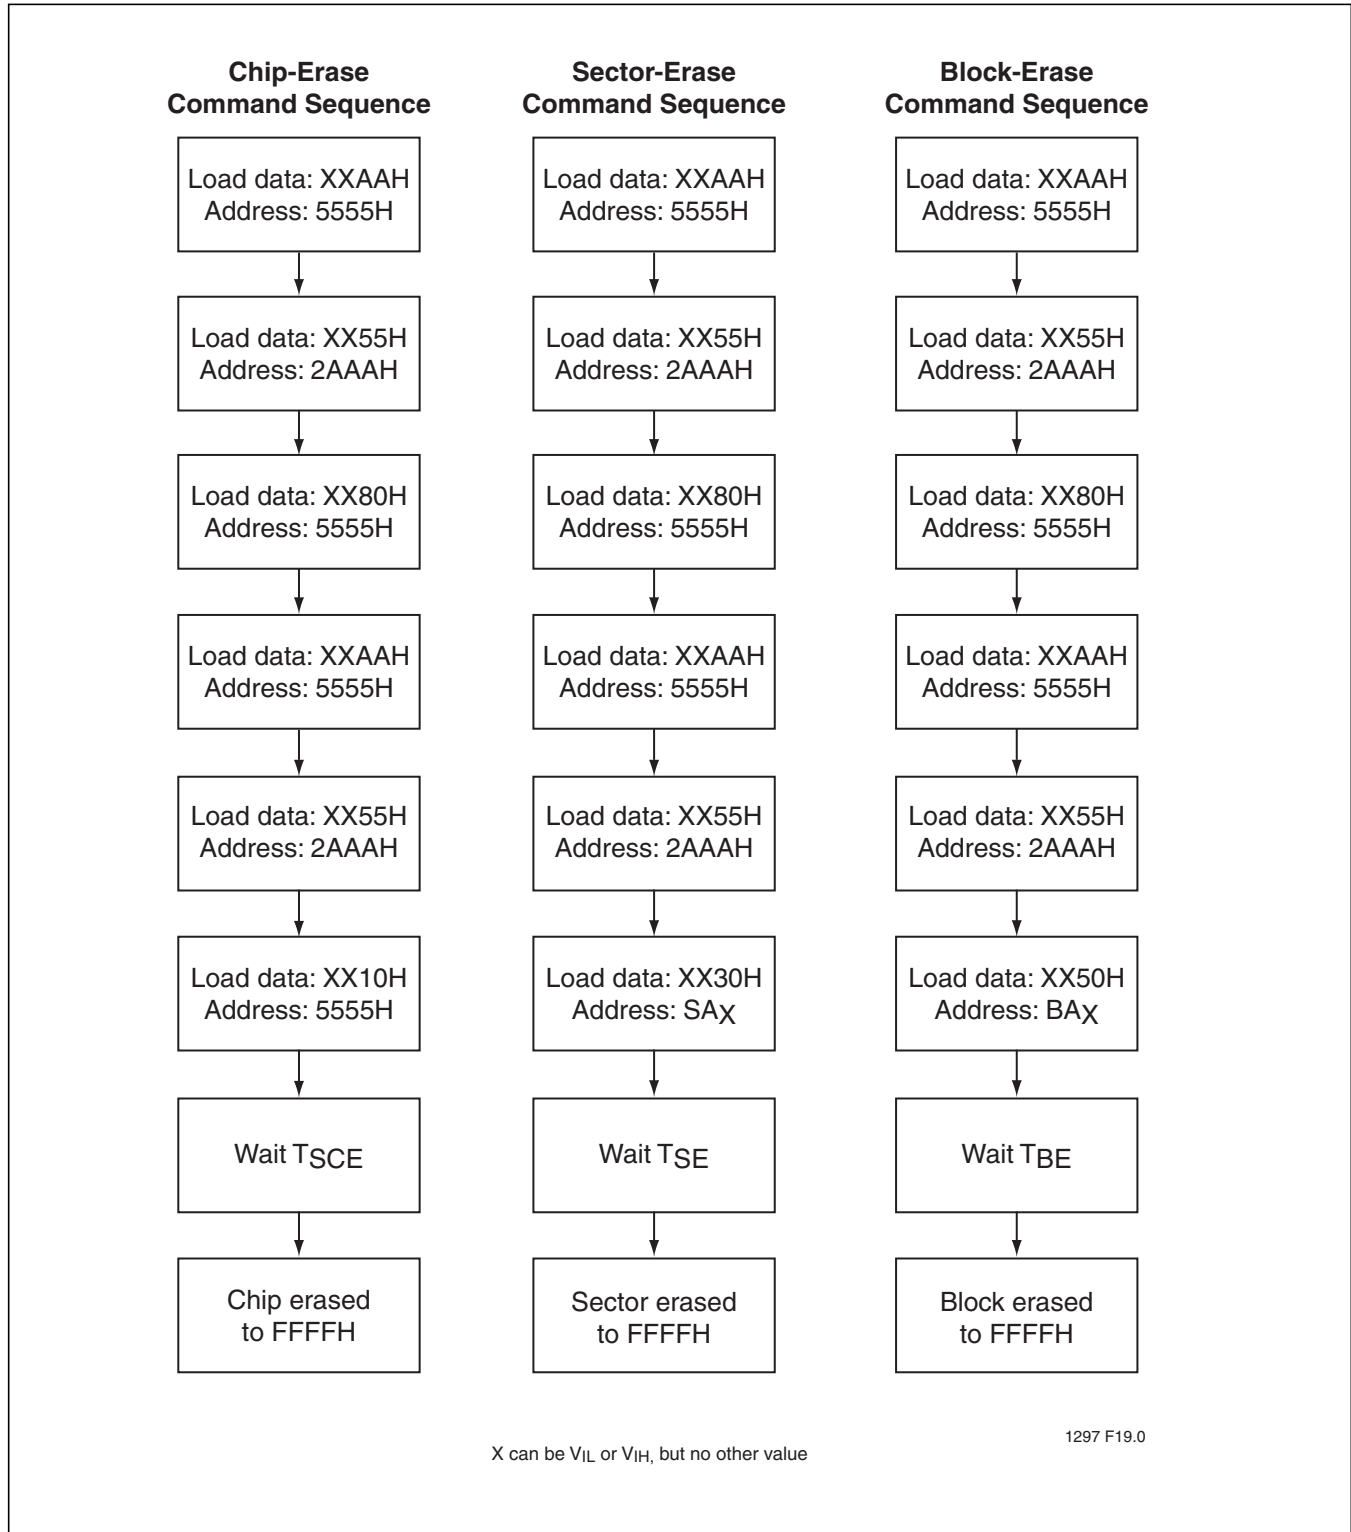 Chip-Erase
Command Sequence
Load data: XXAAH
Address: 5555H
Load data: XX55H
Address: 2AAAH
Load data: XX80H
Address: 5555H
Load data: XXAAH
Address: 5555H
Load data: XX55H
Address: 2AAAH
Load data: XX10H
Address: 5555H
Wait TSCE
Chip erased
to FFFFH
Sector-Erase
Command Sequence
Load data: XXAAH
Address: 5555H
Load data: XX55H
Address: 2AAAH
Load data: XX80H
Address: 5555H
Load data: XXAAH
Address: 5555H
Load data: XX55H
Address: 2AAAH
Load data: XX30H
Address: SAX
Wait TSE
Sector erased
to FFFFH
Block-Erase
Command Sequence
Load data: XXAAH
Address: 5555H
Load data: XX55H
Address: 2AAAH
Load data: XX80H
Address: 5555H
Load data: XXAAH
Address: 5555H
Load data: XX55H
Address: 2AAAH
Load data: XX50H
Address: BAX
Wait TBE
Block erased
to FFFFH
1297 F19.0
X can be VIL or VIH, but no other value